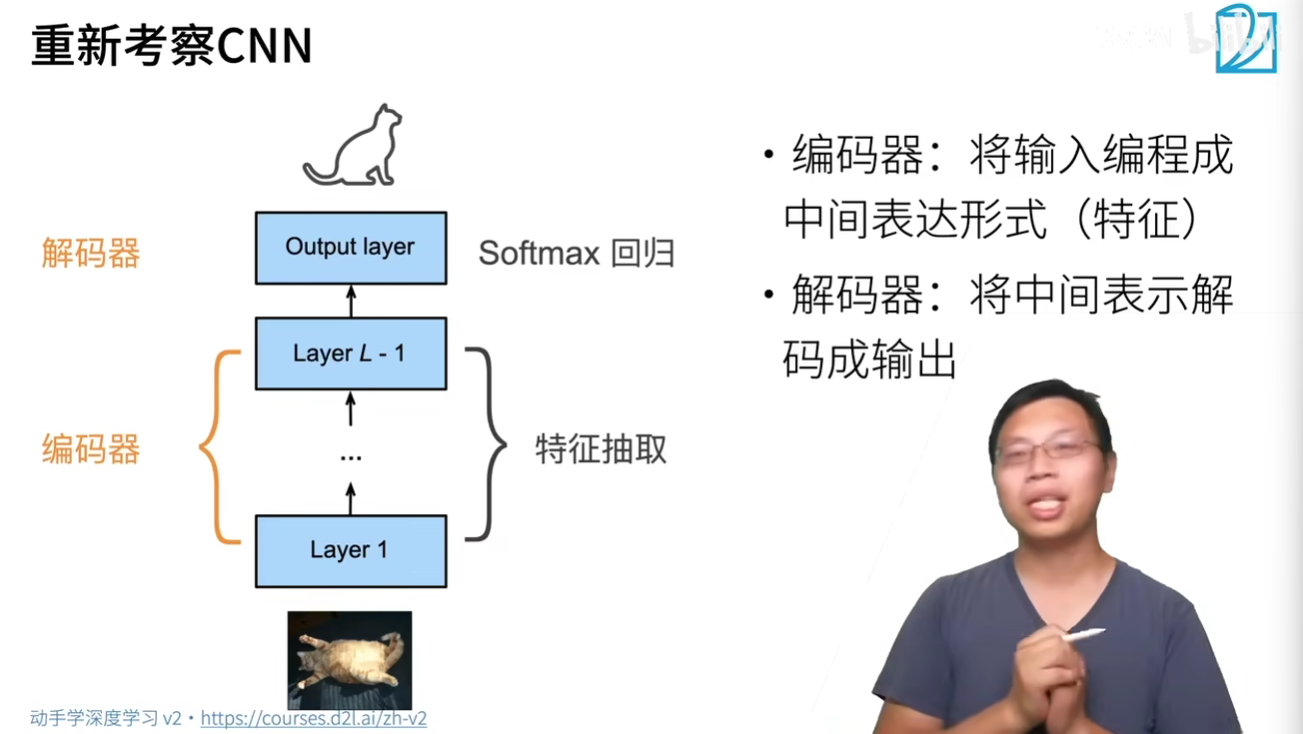 重新考察CNN
bilibili
解码器
Output layer
Softmax 回归
Layer L - 1
编码器
...
特征抽取
Layer 1
• 编码器：将输入编程成
中间表达形式（特征）
• 解码器：将中间表示解
码成输出
动手学深度学习 v2 • https://courses.d2l.ai/zh-v2